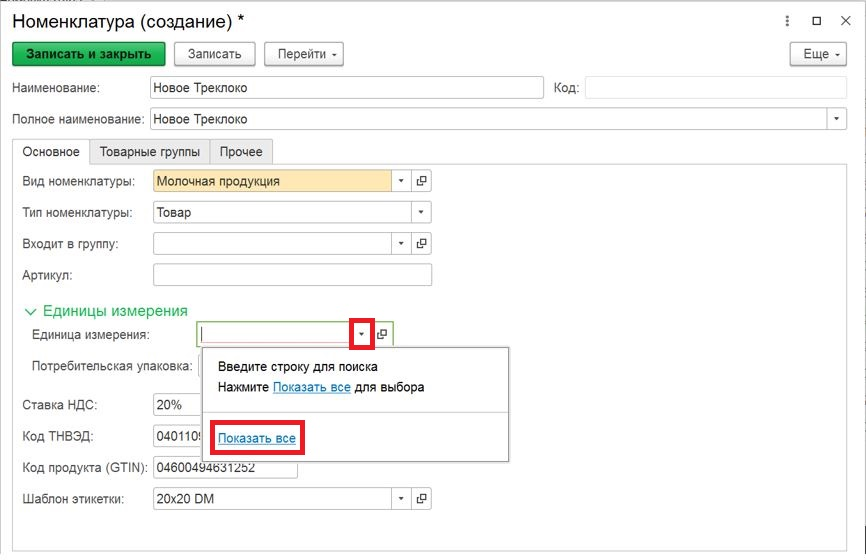 Номенклатура (создание) *
Записать и закрыть Записать Перейти Еще
Наименование: Новое Треклоко Код:
Полное наименование: Новое Треклоко
Основное Товарные группы Прочее
Вид номенклатуры: Молочная продукция
Тип номенклатуры: Товар
Входит в группу:
Артикул:
Единицы измерения
Единица измерения:
Потребительская упаковка:
Введите строку для поиска
Нажмите Показать все для выбора
Показать все
Ставка НДС: 20%
Код ТНВЭД: 0401109
Код продукта (GTIN): 04600494631252
Шаблон этикетки: 20x20 DM